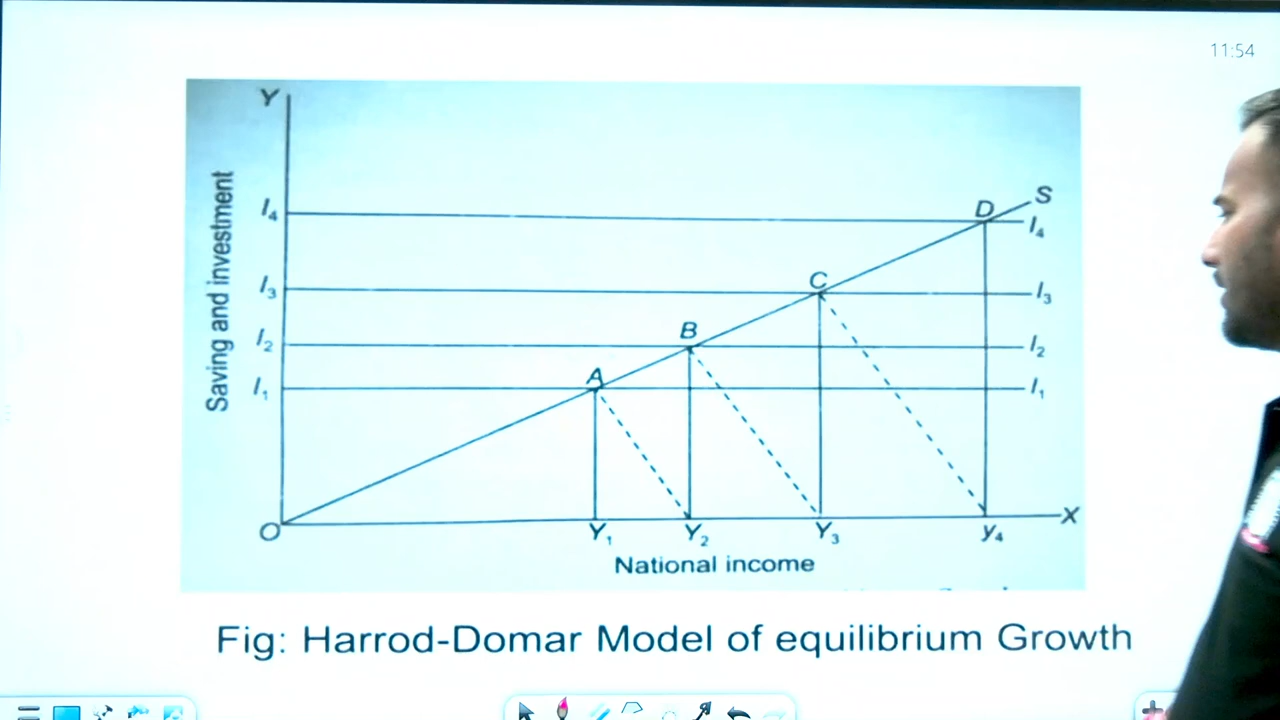 11:54
Y
S
D
I₄
I₄
C
I₃
I₃
Saving and investment
B
I₂
I₂
A
I₁
I₁
O
Y₁
Y₂
Y₃
y₄
X
National income
Fig: Harrod-Domar Model of equilibrium Growth